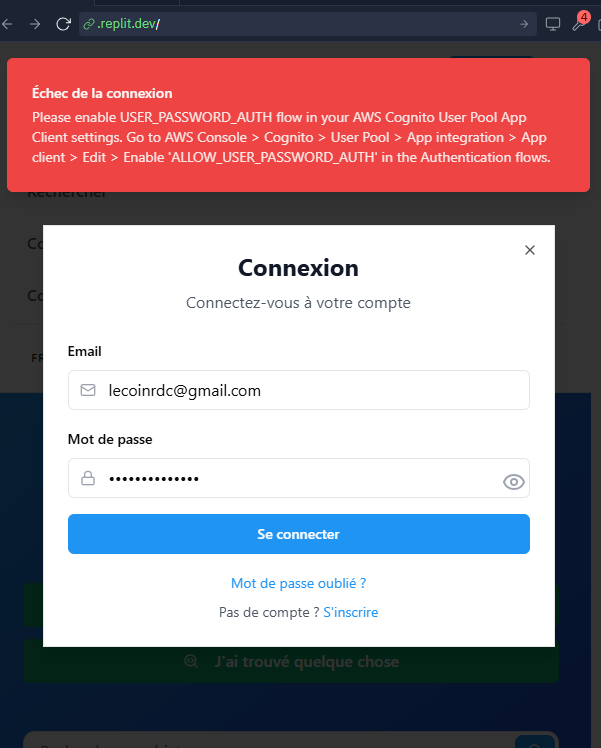 .replit.dev/
4
Échec de la connexion
Please enable USER_PASSWORD_AUTH flow in your AWS Cognito User Pool App
Client settings. Go to AWS Console > Cognito > User Pool > App integration > App
client > Edit > Enable 'ALLOW_USER_PASSWORD_AUTH' in the Authentication flows.
Rechercher
Co
Co
FR
Connexion
Connectez-vous à votre compte
Email
lecoinrdc@gmail.com
Mot de passe
••••••••••••••
Se connecter
Mot de passe oublié ?
Pas de compte ? S'inscrire
J'ai trouvé quelque chose